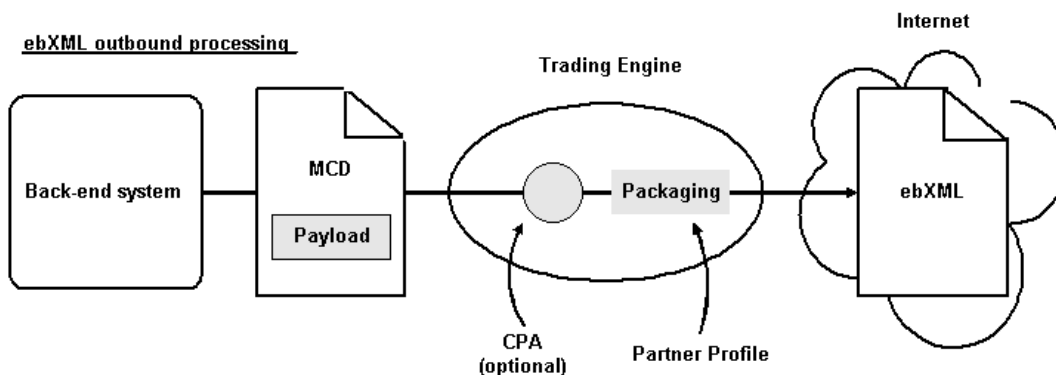 ebXML outbound processing
Internet
Trading Engine
Back-end system
MCD
Payload
Packaging
ebXML
CPA
(optional)
Partner Profile